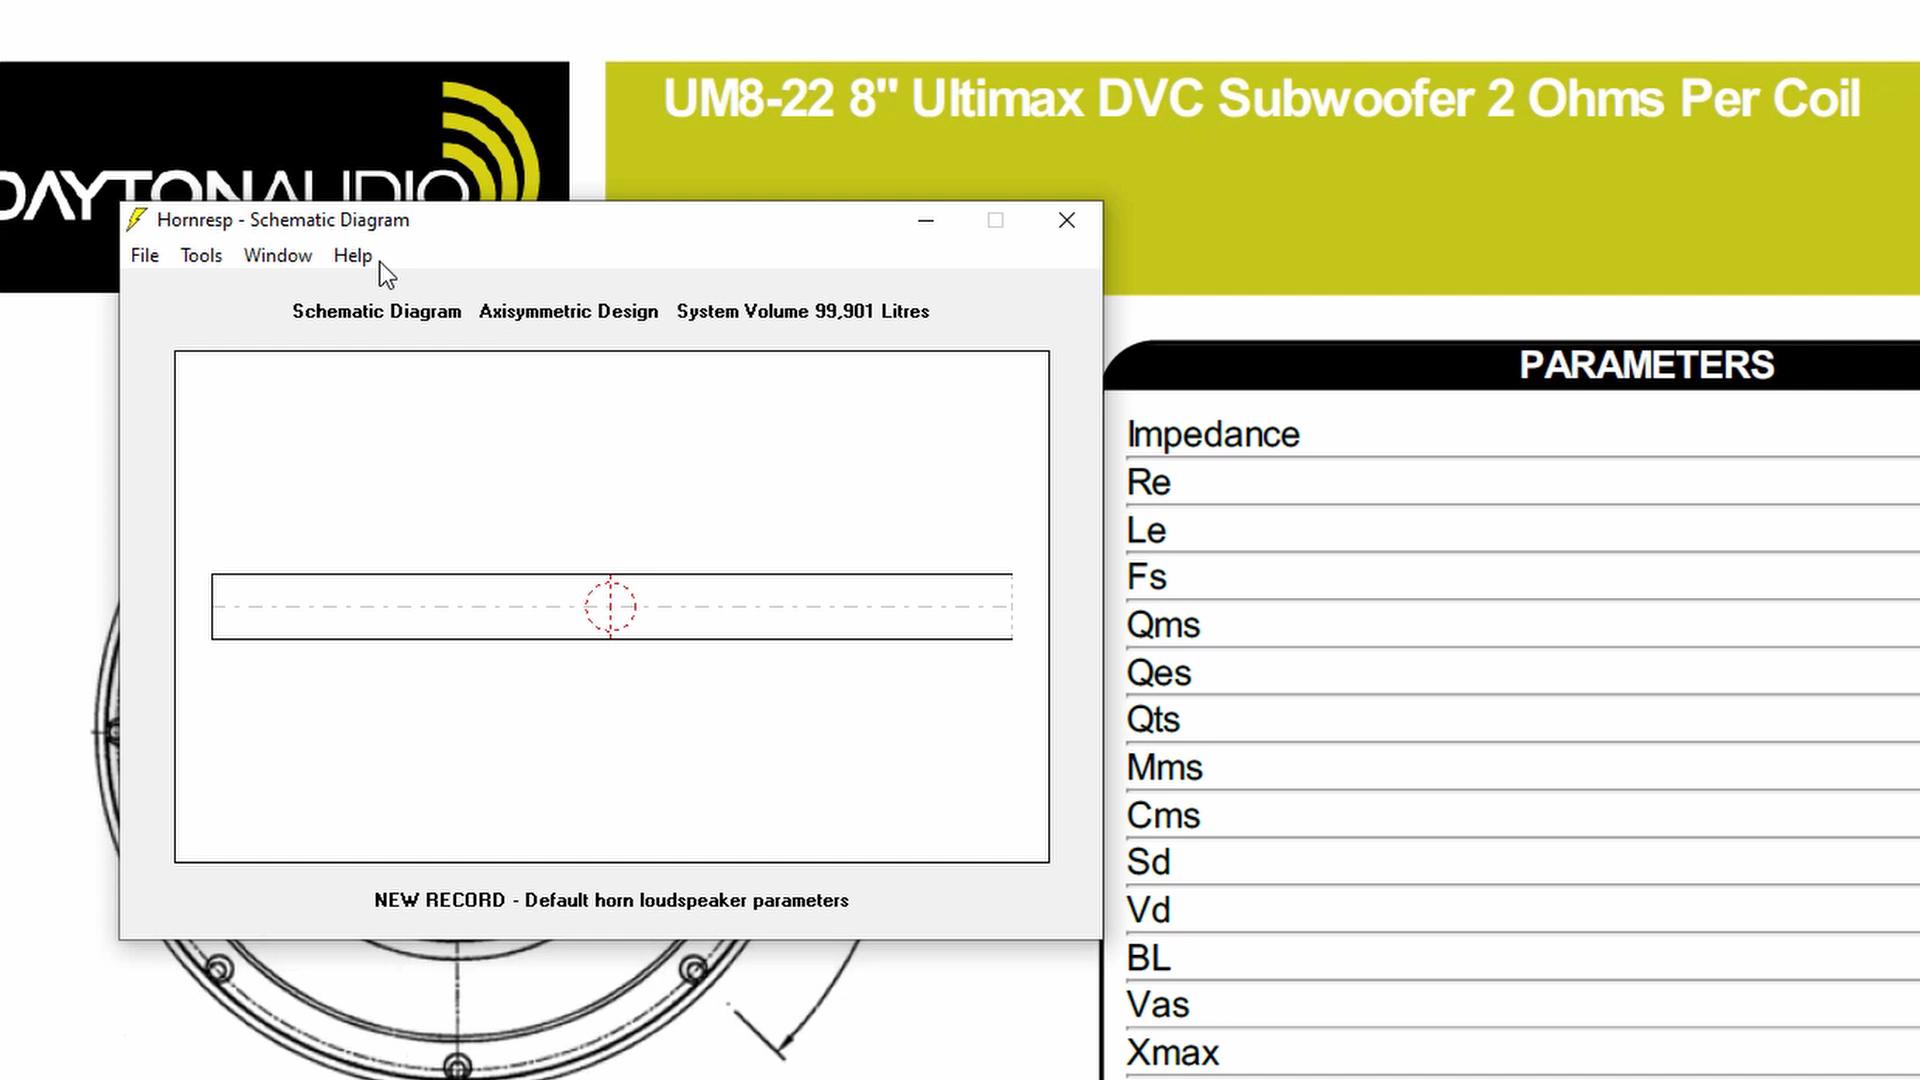 UM8-22 8" Ultimax DVC Subwoofer 2 Ohms Per Coil
DAYTONAUDIO
Hornresp - Schematic Diagram
File Tools Window Help
Schematic Diagram Axisymmetric Design System Volume 99,901 Litres
NEW RECORD - Default horn loudspeaker parameters
PARAMETERS
Impedance
Re
Le
Fs
Qms
Qes
Qts
Mms
Cms
Sd
Vd
BL
Vas
Xmax